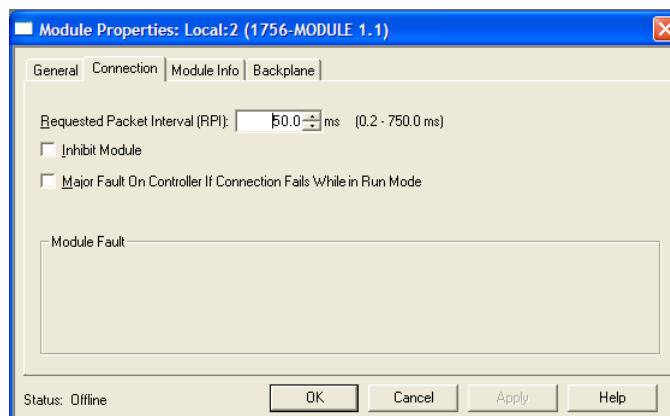 Module Properties: Local:2 (1756-MODULE 1.1)
General Connection Module Info Backplane
Requested Packet Interval (RPI): 50.0 ms (0.2 - 750.0 ms)
Inhibit Module
Major Fault On Controller If Connection Fails While in Run Mode
Module Fault
Status: Offline OK Cancel Apply Help